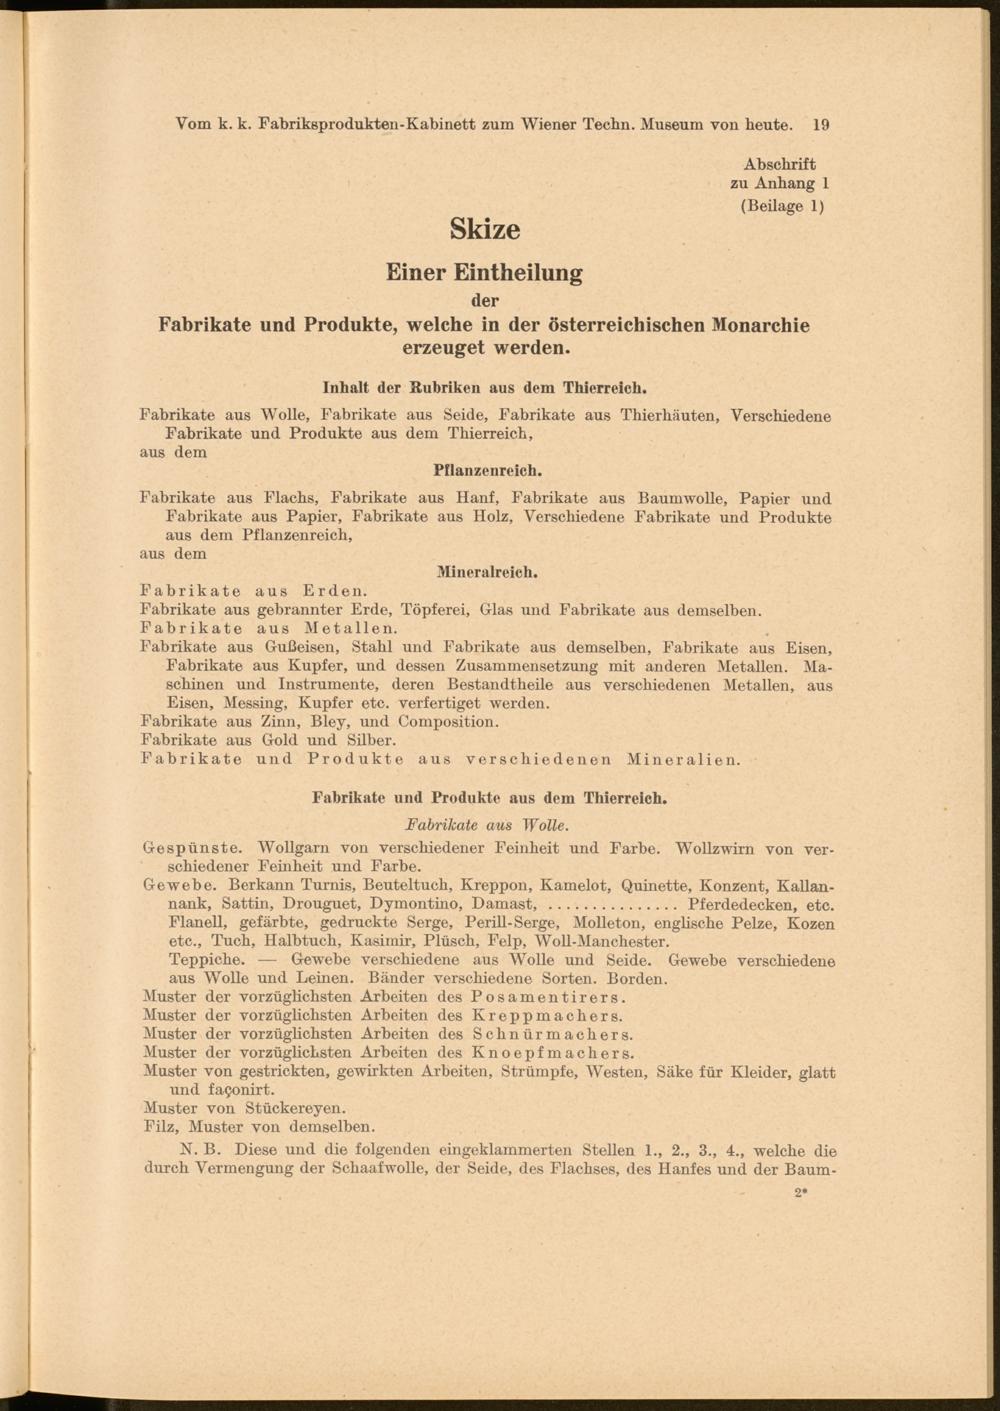 Vom k. k. Fabriksprodukten-Kabinett zum Wiener Techn. Museum von heute. 19
Abschrift
zu Anhang 1
(Beilage 1)
Skize
Einer Eintheilung
der
Fabrikate und Produkte, welche in der österreichischen Monarchie
erzeuget werden.
Inhalt der Rubriken aus dem Thierreich.
Fabrikate aus Wolle, Fabrikate aus Seide, Fabrikate aus Thierhäuten, Verschiedene
Fabrikate und Produkte aus dem Thierreich,
aus dem
Pflanzenreich.
Fabrikate aus Flachs, Fabrikate aus Hanf, Fabrikate aus Baumwolle, Papier und
Fabrikate aus Papier, Fabrikate aus Holz, Verschiedene Fabrikate und Produkte
aus dem Pflanzenreich,
aus dem
Mineralreich.
Fabrikate aus Erden.
Fabrikate aus gebrannter Erde, Töpferei, Glas und Fabrikate aus demselben.
Fabrikate aus Metallen.
Fabrikate aus Gußeisen, Stahl und Fabrikate aus demselben, Fabrikate aus Eisen,
Fabrikate aus Kupfer, und dessen Zusammensetzung mit anderen Metallen. Ma-
schinen und Instrumente, deren Bestandtheile aus verschiedenen Metallen, aus
Eisen, Messing, Kupfer etc. verfertiget werden.
Fabrikate aus Zinn, Bley, und Composition.
Fabrikate aus Gold und Silber.
Fabrikate und Produkte aus verschiedenen Mineralien.
Fabrikate und Produkte aus dem Thierreich.
Fabrikate aus Wolle.
Gespünste. Wollgarn von verschiedener Feinheit und Farbe. Wollzwirn von ver-
schiedener Feinheit und Farbe.
Gewebe. Berkann Turnis, Beuteltuch, Kreppon, Kamelot, Quinette, Konzent, Kallan-
nank, Sattin, Drouguet, Dymontino, Damast, ............... Pferdedecken, etc.
Flanell, gefärbte, gedruckte Serge, Perill-Serge, Molleton, englische Pelze, Kozen
etc., Tuch, Halbtuch, Kasimir, Plüsch, Felp, Woll-Manchester.
Teppiche. — Gewebe verschiedene aus Wolle und Seide. Gewebe verschiedene
aus Wolle und Leinen. Bänder verschiedene Sorten. Borden.
Muster der vorzüglichsten Arbeiten des Posamentirers.
Muster der vorzüglichsten Arbeiten des Kreppmachers.
Muster der vorzüglichsten Arbeiten des Schnürmachers.
Muster der vorzüglichsten Arbeiten des Knoepfmachers.
Muster von gestrickten, gewirkten Arbeiten, Strümpfe, Westen, Säke für Kleider, glatt
und façonirt.
Muster von Stückereyen.
Filz, Muster von demselben.
N. B. Diese und die folgenden eingeklammerten Stellen 1., 2., 3., 4., welche die
durch Vermengung der Schaafwolle, der Seide, des Flachses, des Hanfes und der Baum-
2*